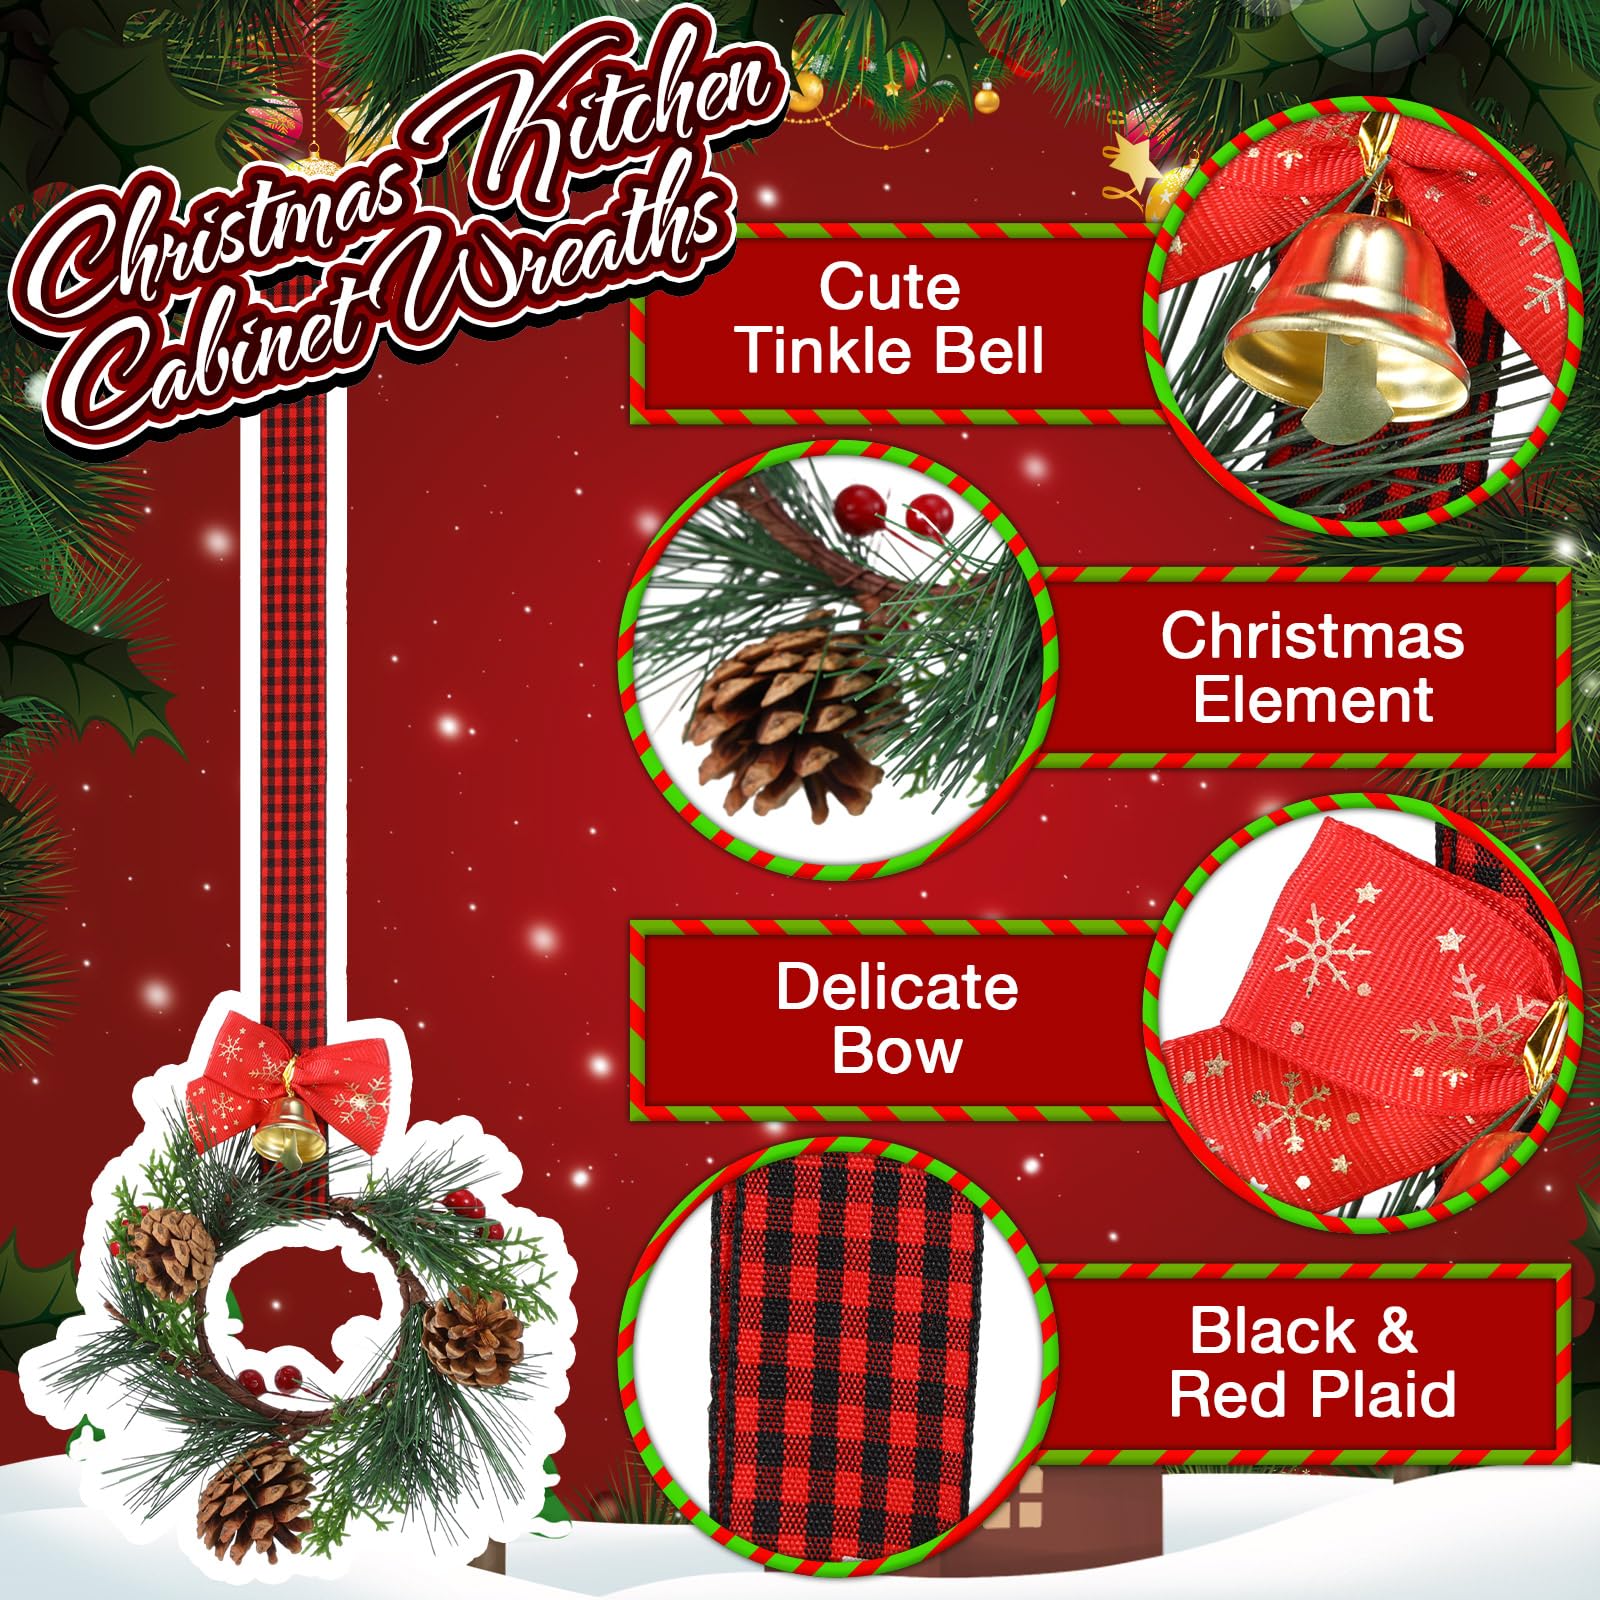 Christmas Kitchen
Cabinet Wreaths
Cute
Tinkle Bell
Christmas
Element
Delicate
Bow
Black &
Red Plaid